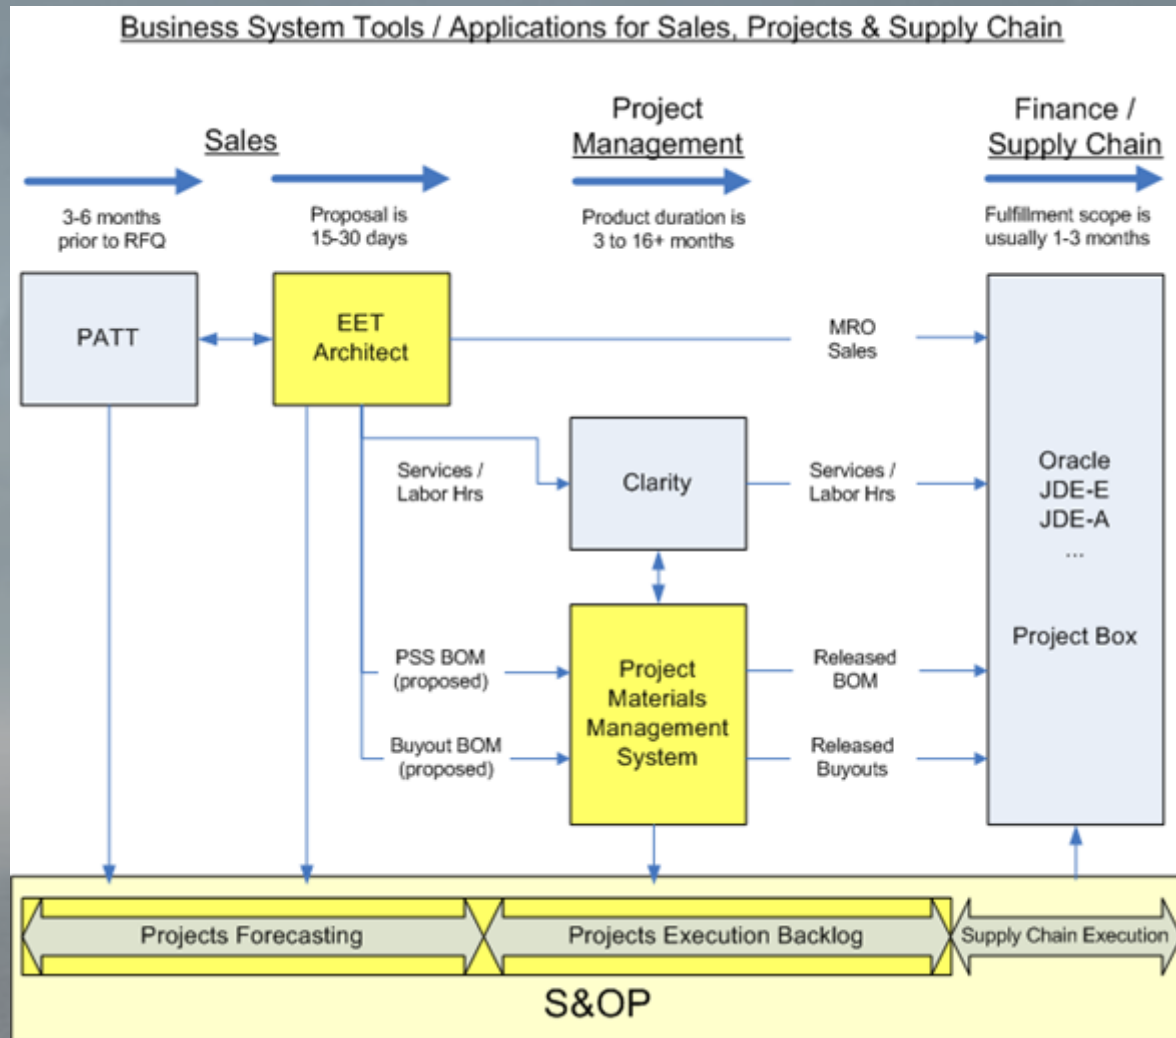 Business System Tools / Applications for Sales, Projects & Supply Chain
Sales
Project
Management
Finance /
Supply Chain
3-6 months
prior to RFQ
Proposal is
15-30 days
Product duration is
3 to 16+ months
Fulfillment scope is
usually 1-3 months
PATT
EET
Architect
MRO
Sales
Services /
Labor Hrs
Clarity
Services /
Labor Hrs
Oracle
JDE-E
JDE-A
...
Project Box
PSS BOM
(proposed)
Buyout BOM
(proposed)
Project
Materials
Management
System
Released
BOM
Released
Buyouts
Projects Forecasting
Projects Execution Backlog
Supply Chain Execution
S&OP